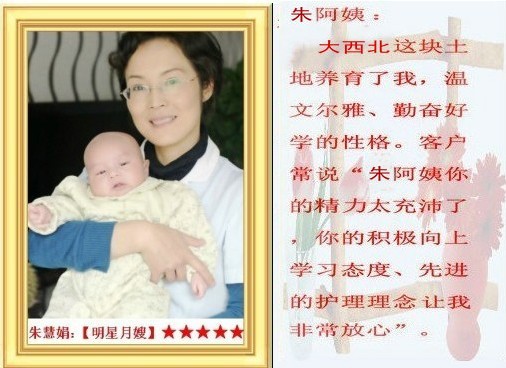 朱慧娟：【明星月嫂】★★★★★
朱阿姨：
大西北这块土
地养育了我，温
文尔雅、勤奋好
学的性格。客户
常说“朱阿姨你
的精力太充沛了
，你的积极向上
学习态度、先进
的护理理念让我
非常放心”。